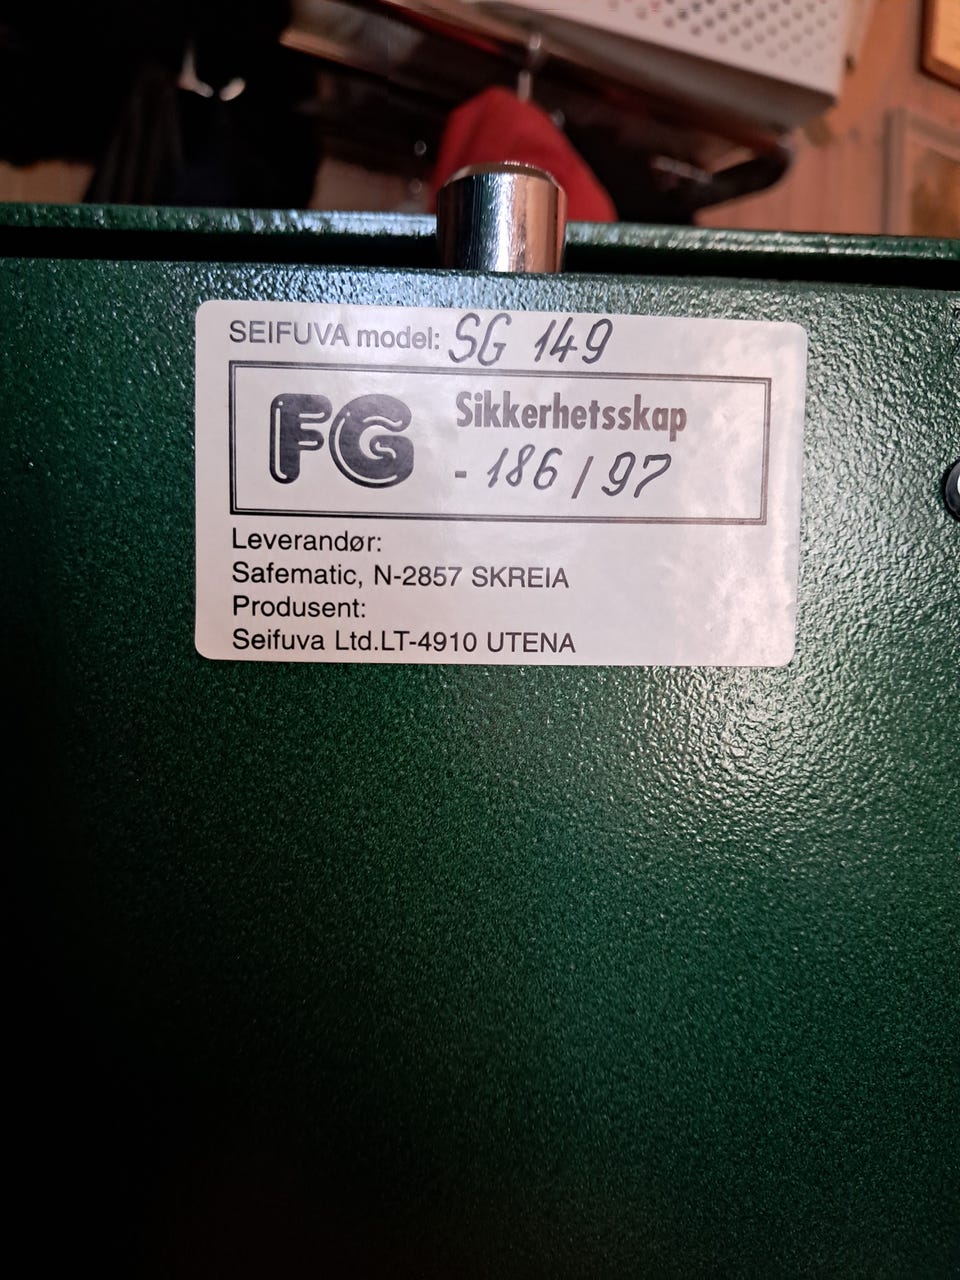 SEIFUVA model: SG 149
FG
Sikkerhetsskap
- 186 / 97
Leverandør:
Safematic, N-2857 SKREIA
Produsent:
Seifuva Ltd.LT-4910 UTENA